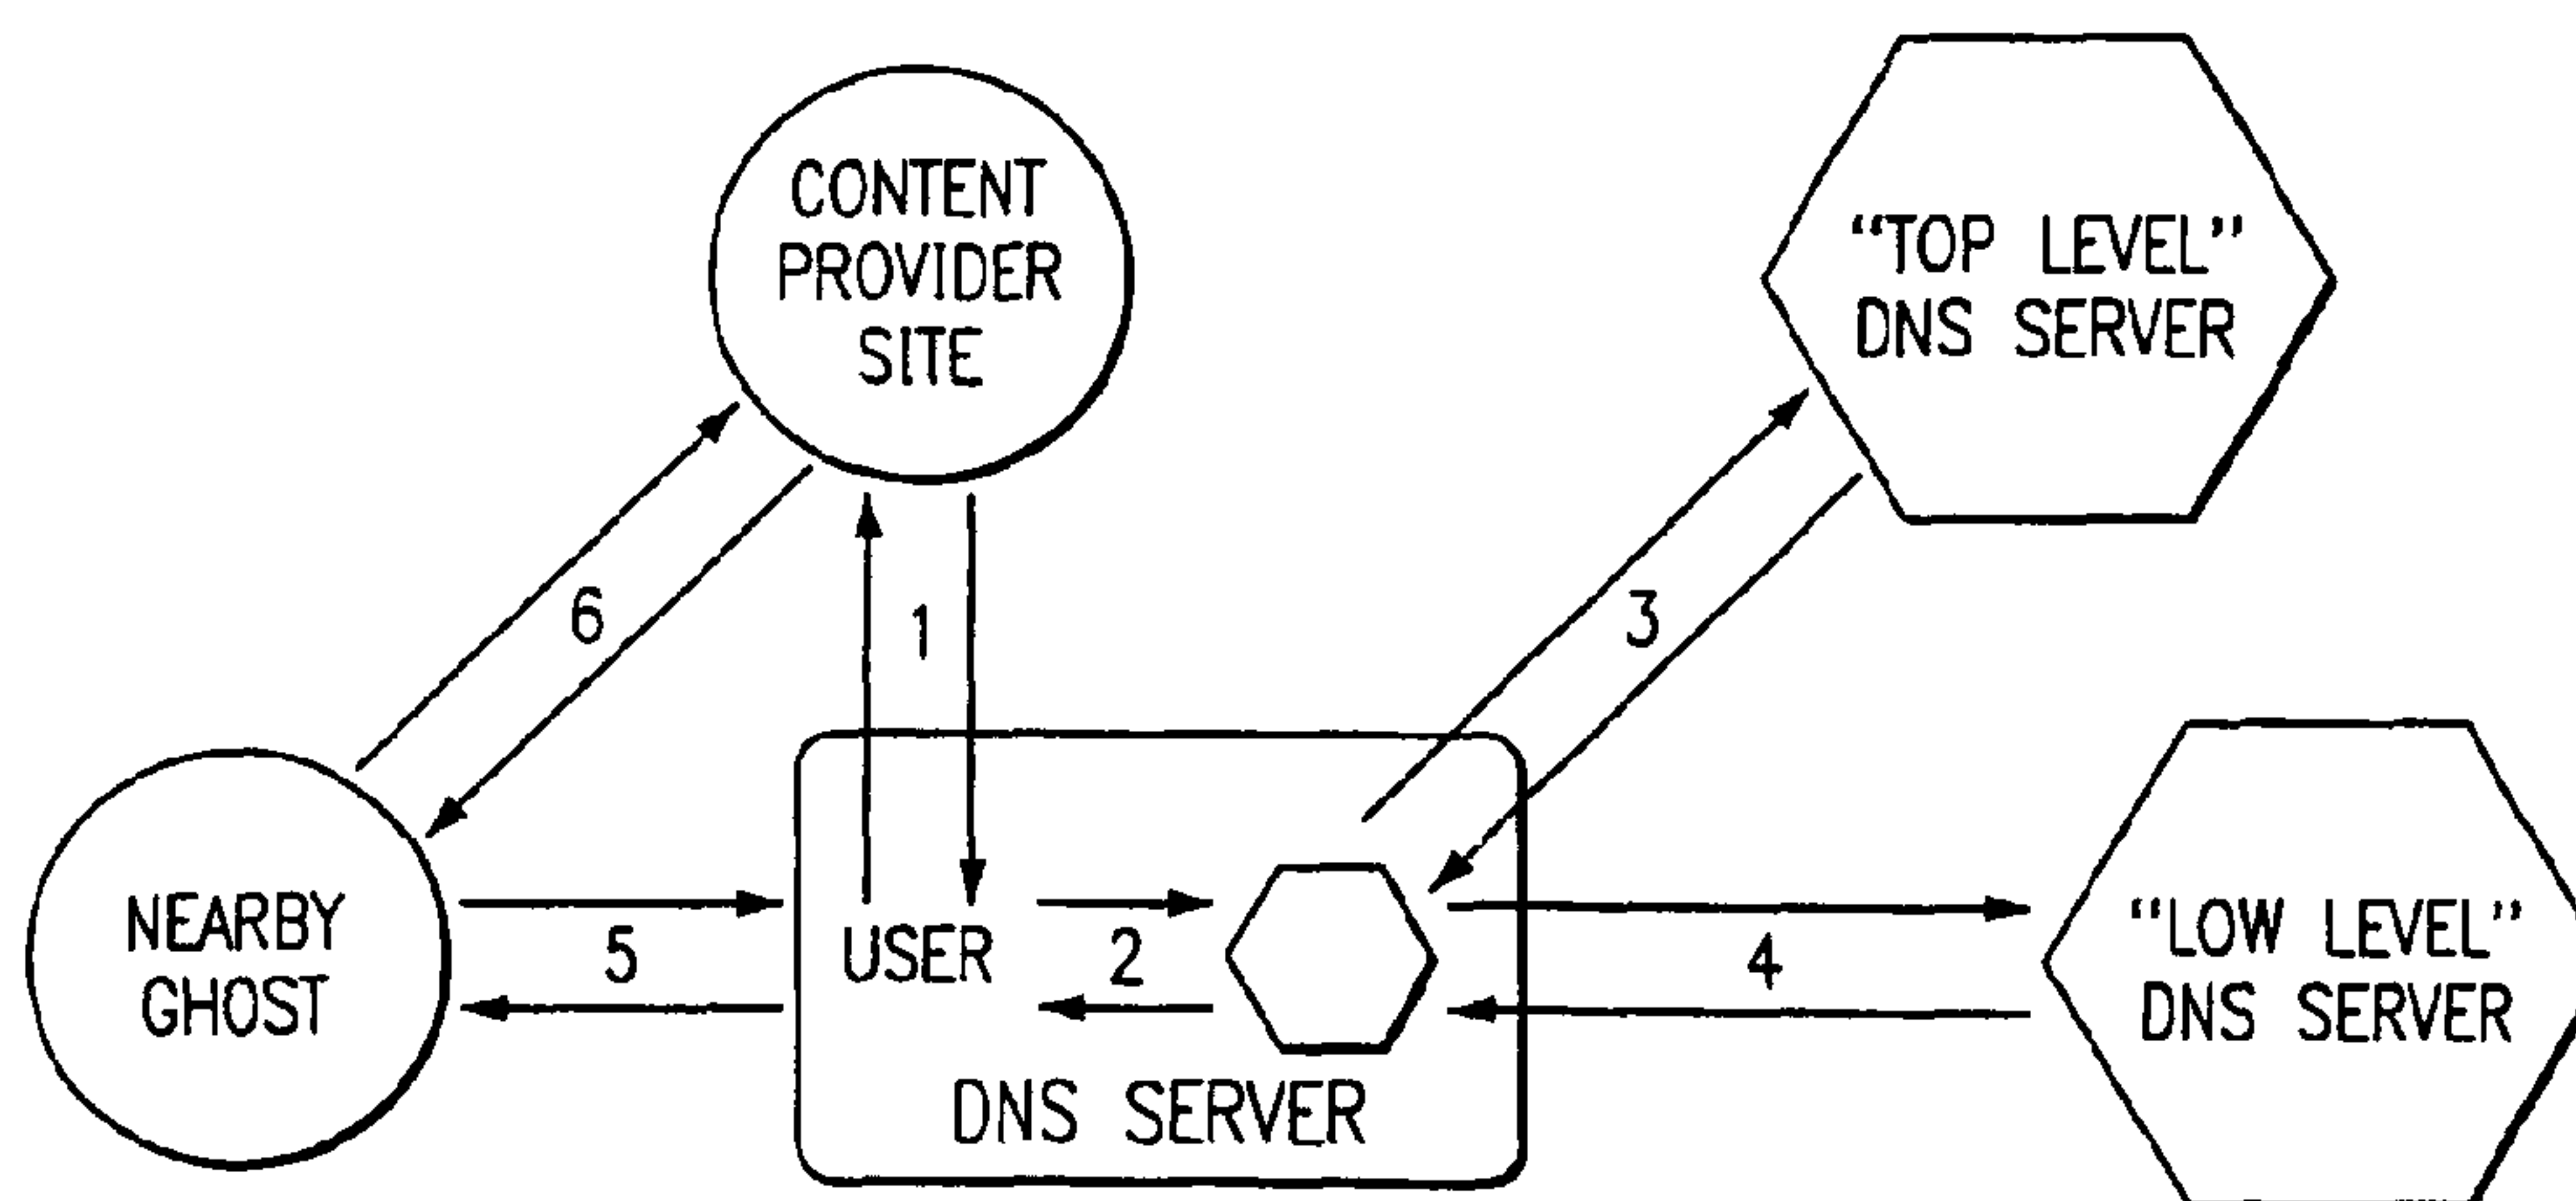 CONTENT
PROVIDER
SITE
“TOP LEVEL”
DNS SERVER
6
1
3
NEARBY
GHOST
5
USER
2
4
“LOW LEVEL”
DNS SERVER
DNS SERVER